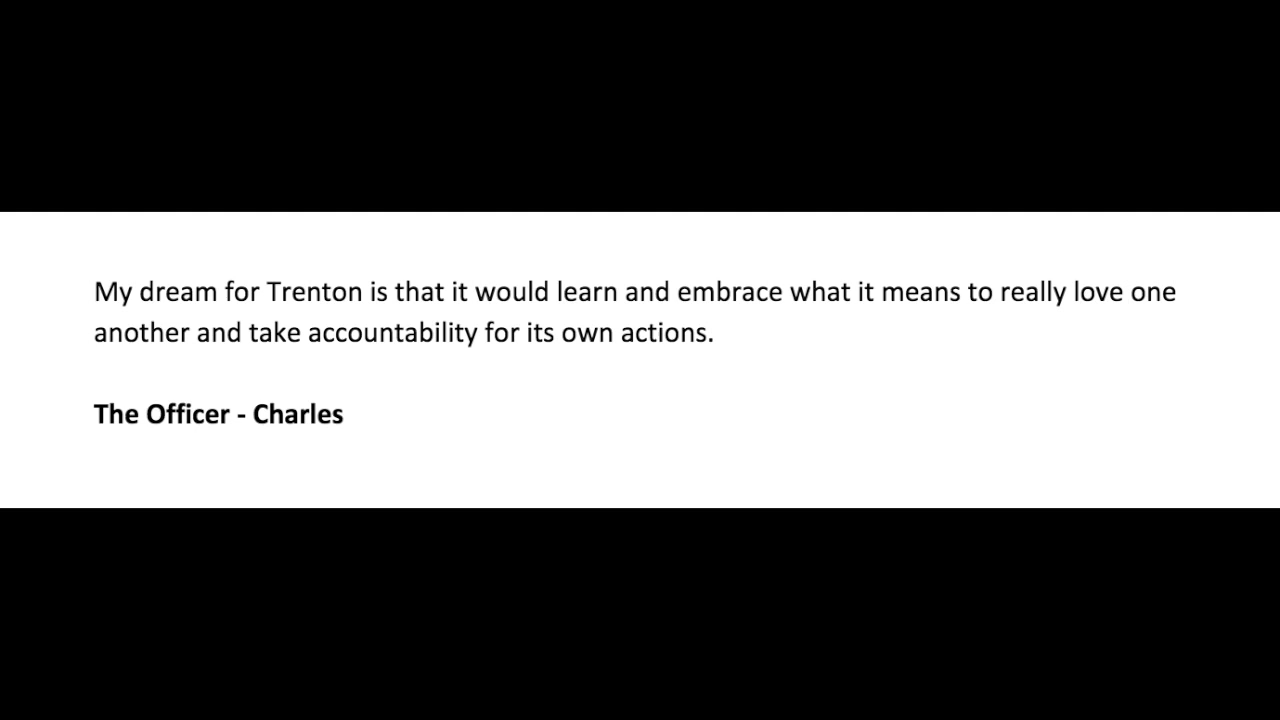 My dream for Trenton is that it would learn and embrace what it means to really love one
another and take accountability for its own actions.
The Officer - Charles